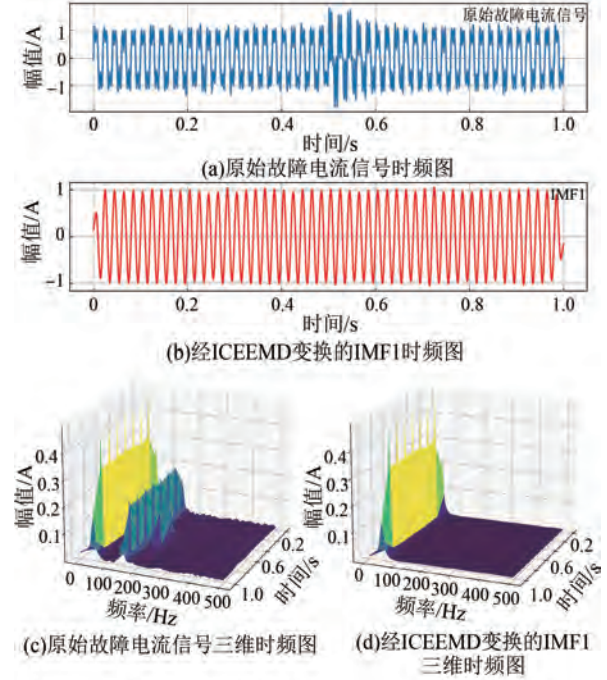 原始故障电流信号
幅值/A
1
0
−1
0 0.2 0.4 0.6 0.8 1.0
时间/s
(a)原始故障电流信号时频图
IMF1
幅值/A
1
0
−1
0 0.2 0.4 0.6 0.8 1.0
时间/s
(b)经ICEEMD变换的IMF1时频图
幅值/A
0.4
0.3
0.2
0.1
0 100 200 300 400 500
频率/Hz
0.2
0.6
1.0
时间/s
(c)原始故障电流信号三维时频图
幅值/A
0.4
0.3
0.2
0.1
0 100 200 300 400 500
频率/Hz
0.2
0.6
1.0
时间/s
(d)经ICEEMD变换的IMF1
三维时频图